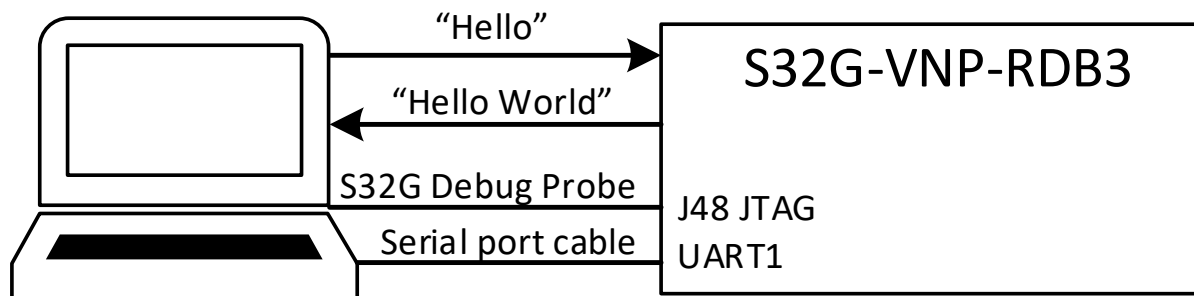 “Hello”
S32G-VNP-RDB3
“Hello World”
S32G Debug Probe
J48 JTAG
Serial port cable
UART1